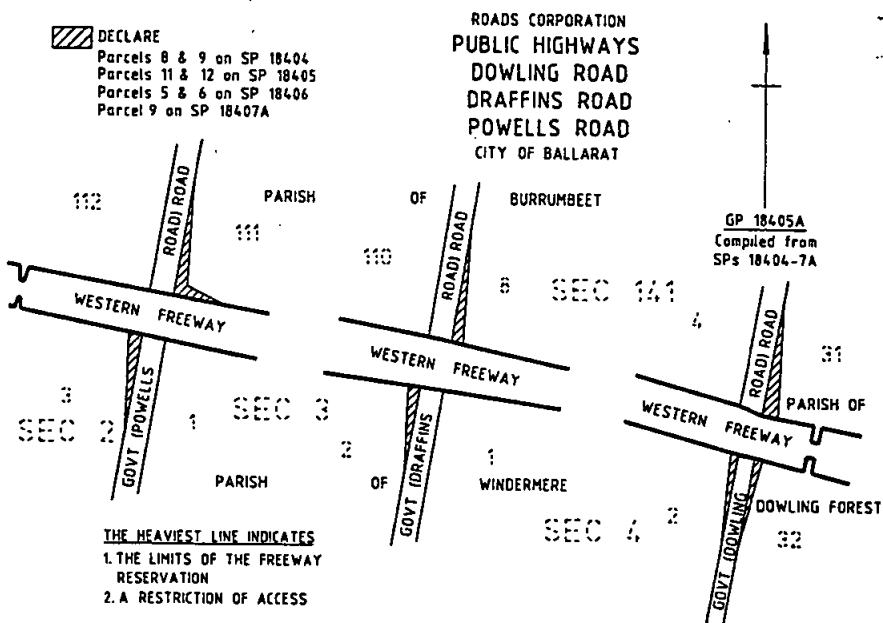 DECLARE
Parcels 8 & 9 on SP 18404
Parcels 11 & 12 on SP 18405
Parcels 5 & 6 on SP 18406
Parcel 9 on SP 18407A
ROADS CORPORATION
PUBLIC HIGHWAYS
DOWLING ROAD
DRAFFINS ROAD
POWELLS ROAD
CITY OF BALLARAT
GP 18405A
Compiled from
SPs 18404-7A
112
ROAD) ROAD
PARISH OF BURRUMBEET
111
110
ROAD) ROAD
8
SEC 141
4
ROAD) ROAD
31
WESTERN FREEWAY
WESTERN FREEWAY
WESTERN FREEWAY
PARISH OF
DOWLING FOREST
3
SEC 2
GOVT (POWELLS
1
SEC 3
2
GOVT (DRAFFINS
1
PARISH OF WINDERMERE
SEC 4
2
GOVT (DOWLING
32
THE HEAVIEST LINE INDICATES
1. THE LIMITS OF THE FREEWAY
RESERVATION
2. A RESTRICTION OF ACCESS